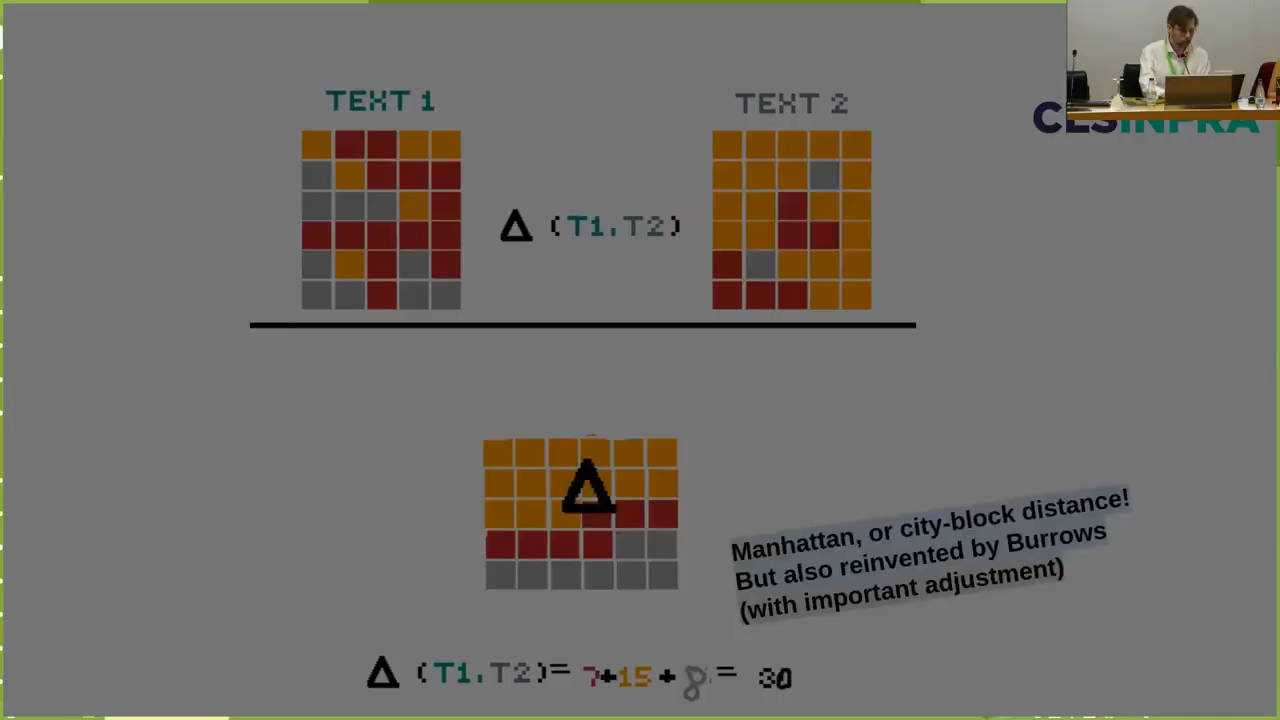 TEXT 1
TEXT 2
CLSINFRA
Δ (T1,T2)
Δ
Manhattan, or city-block distance!
But also reinvented by Burrows
(with important adjustment)
Δ (T1,T2)= 7+15+8 = 30